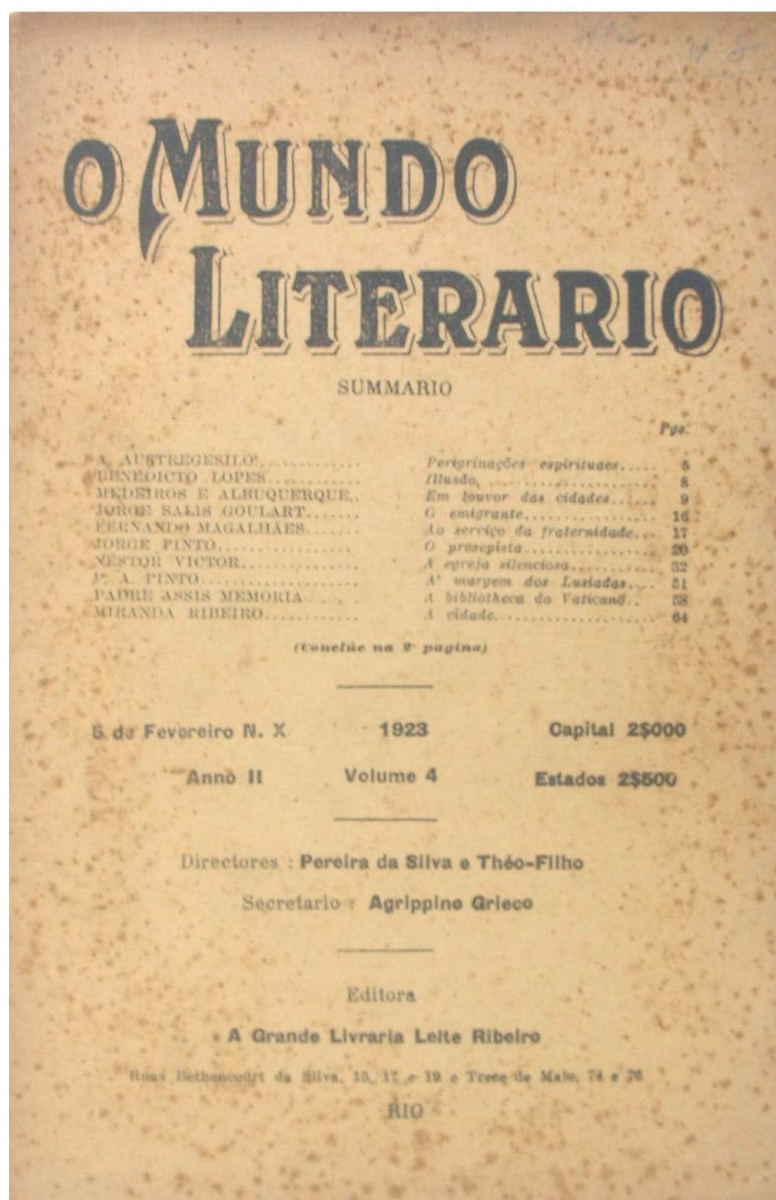 O MUNDO
LITERARIO
SUMMARIO
Pgs.
A. AUSTREGESILO............ Peregrinações espirituaes..... 5
BENEDICTO LOPES........... Illusão, ................... 8
MEDEIROS E ALBUQUERQUE.. Em louvor das cidades...... 9
JORGE SALIS GOULART....... O emigrante................. 16
FERNANDO MAGALHÃES....... Ao serviço da fraternidade... 17
JORGE PINTO................. O presepista................. 20
NESTOR VICTOR.............. A egreja silenciosa........... 32
P. A. PINTO................... A' margem dos Lusiadas.... 51
PADRE ASSIS MEMORIA .... A bibliotheca do Vaticano.. 58
MIRANDA RIBEIRO........... A cidade..................... 64
(Conclúe na 2ª pagina)
5 de Fevereiro N. X 1923 Capital 2$000
Anno II Volume 4 Estados 2$500
Directores : Pereira da Silva e Théo-Filho
Secretario : Agrippino Grieco
Editora
A Grande Livraria Leite Ribeiro
Ruas Bethencourt da Silva, 15, 17 e 19 e Treze de Maio, 74 e 76
RIO